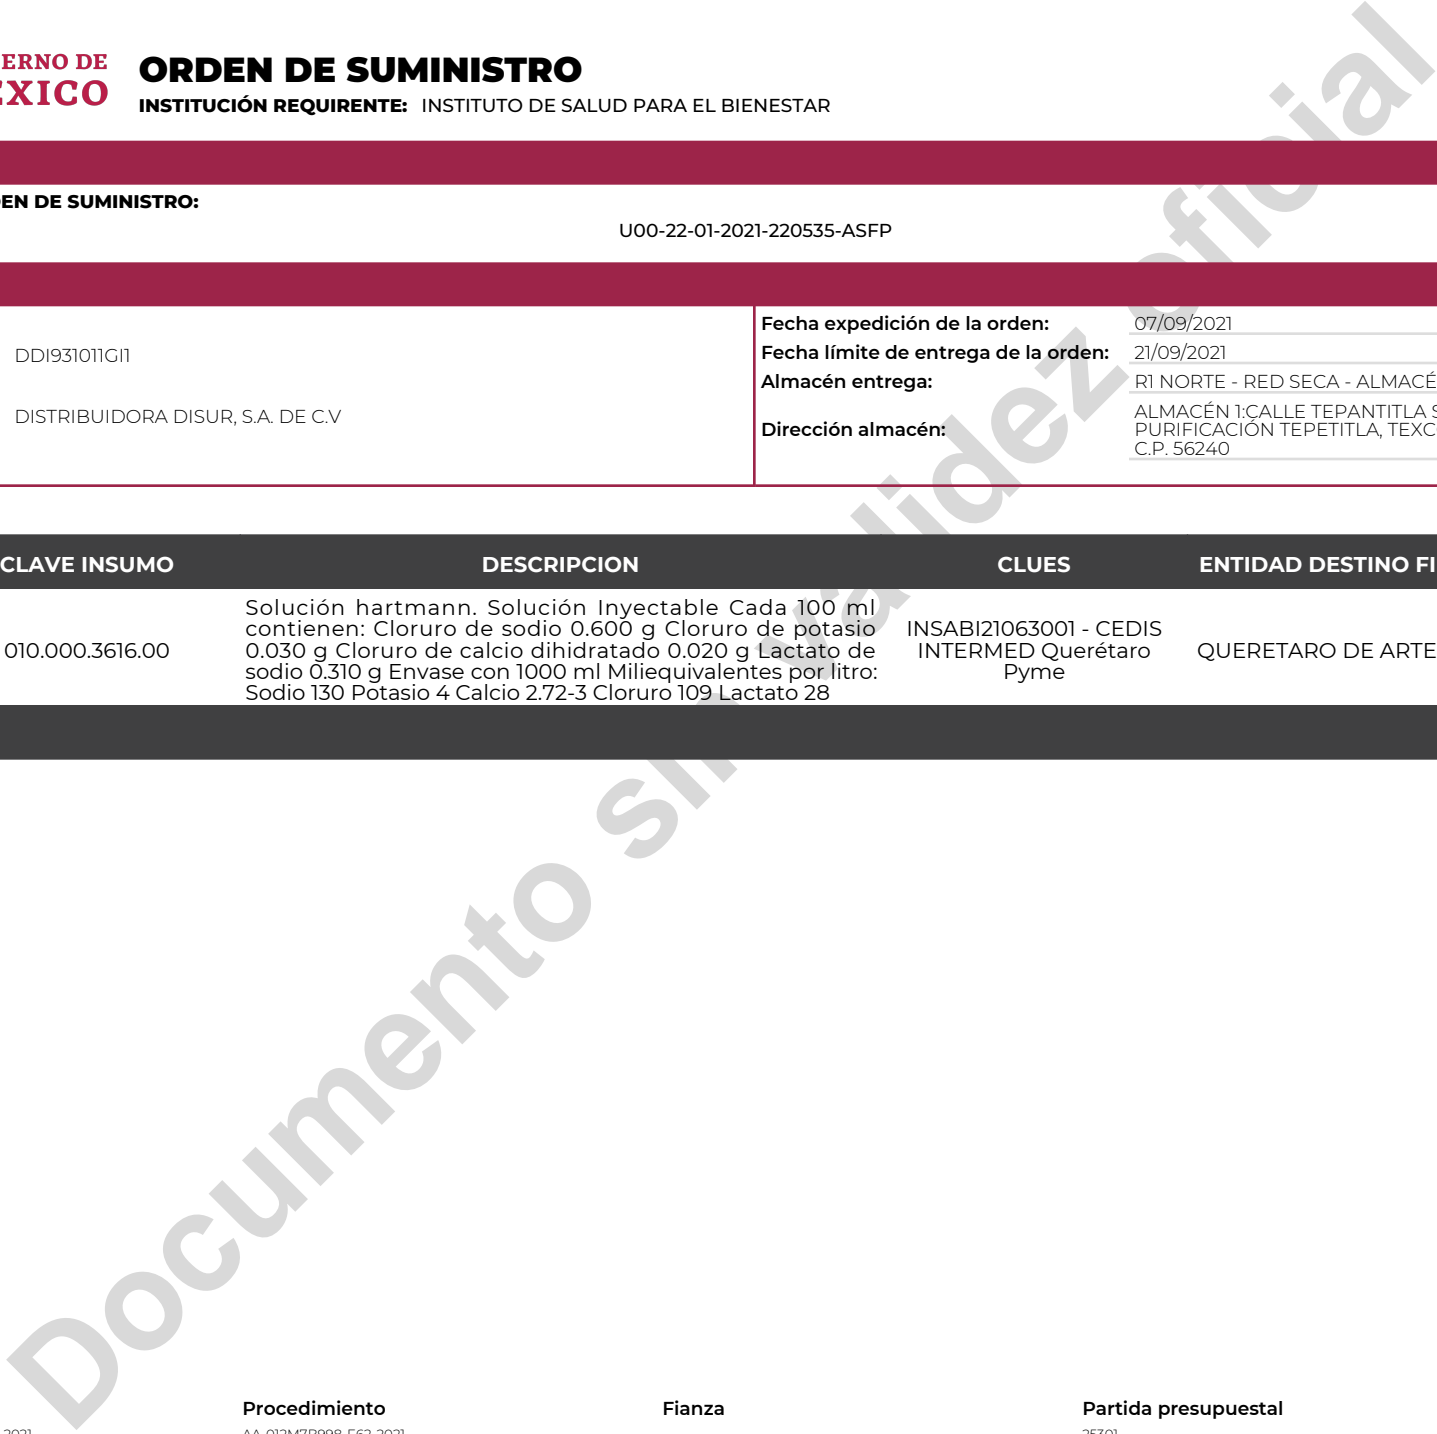 ERNO DE
EXICO
ORDEN DE SUMINISTRO
INSTITUCIÓN REQUIRENTE: INSTITUTO DE SALUD PARA EL BIENESTAR
EN DE SUMINISTRO:
U00-22-01-2021-220535-ASFP
DDI931011GI1
DISTRIBUIDORA DISUR, S.A. DE C.V
Fecha expedición de la orden: 07/09/2021
Fecha límite de entrega de la orden: 21/09/2021
Almacén entrega: R1 NORTE - RED SECA - ALMACÉ
Dirección almacén:
ALMACÉN 1:CALLE TEPANTITLA S
PURIFICACIÓN TEPETITLA, TEXC
C.P. 56240
CLAVE INSUMO DESCRIPCION CLUES ENTIDAD DESTINO FI
010.000.3616.00
Solución hartmann. Solución Inyectable Cada 100 ml
contienen: Cloruro de sodio 0.600 g Cloruro de potasio
0.030 g Cloruro de calcio dihidratado 0.020 g Lactato de
sodio 0.310 g Envase con 1000 ml Miliequivalentes por litro:
Sodio 130 Potasio 4 Calcio 2.72-3 Cloruro 109 Lactato 28
INSABI21063001 - CEDIS
INTERMED Querétaro
Pyme
QUERETARO DE ARTE
Documento sin validez oficial
Procedimiento Fianza Partida presupuestal